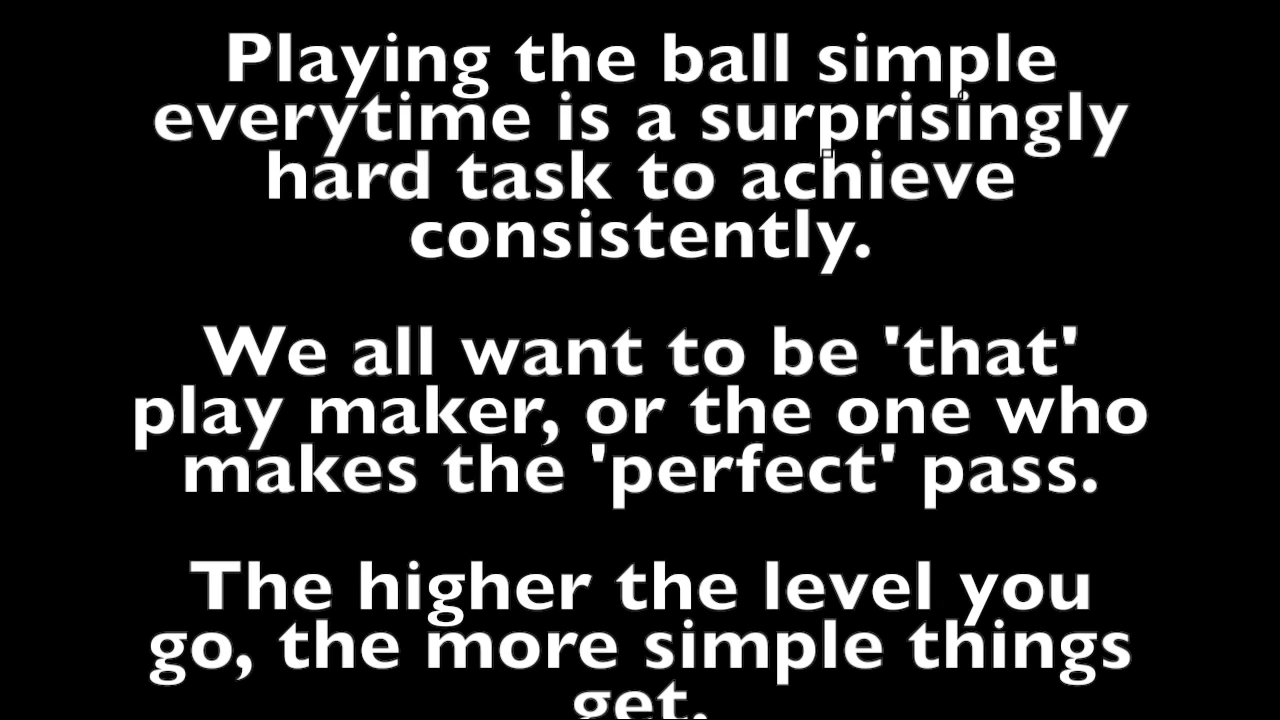 Playing the ball simple
everytime is a surprisingly
hard task to achieve
consistently.
We all want to be 'that'
play maker, or the one who
makes the 'perfect' pass.
The higher the level you
go, the more simple things
get.